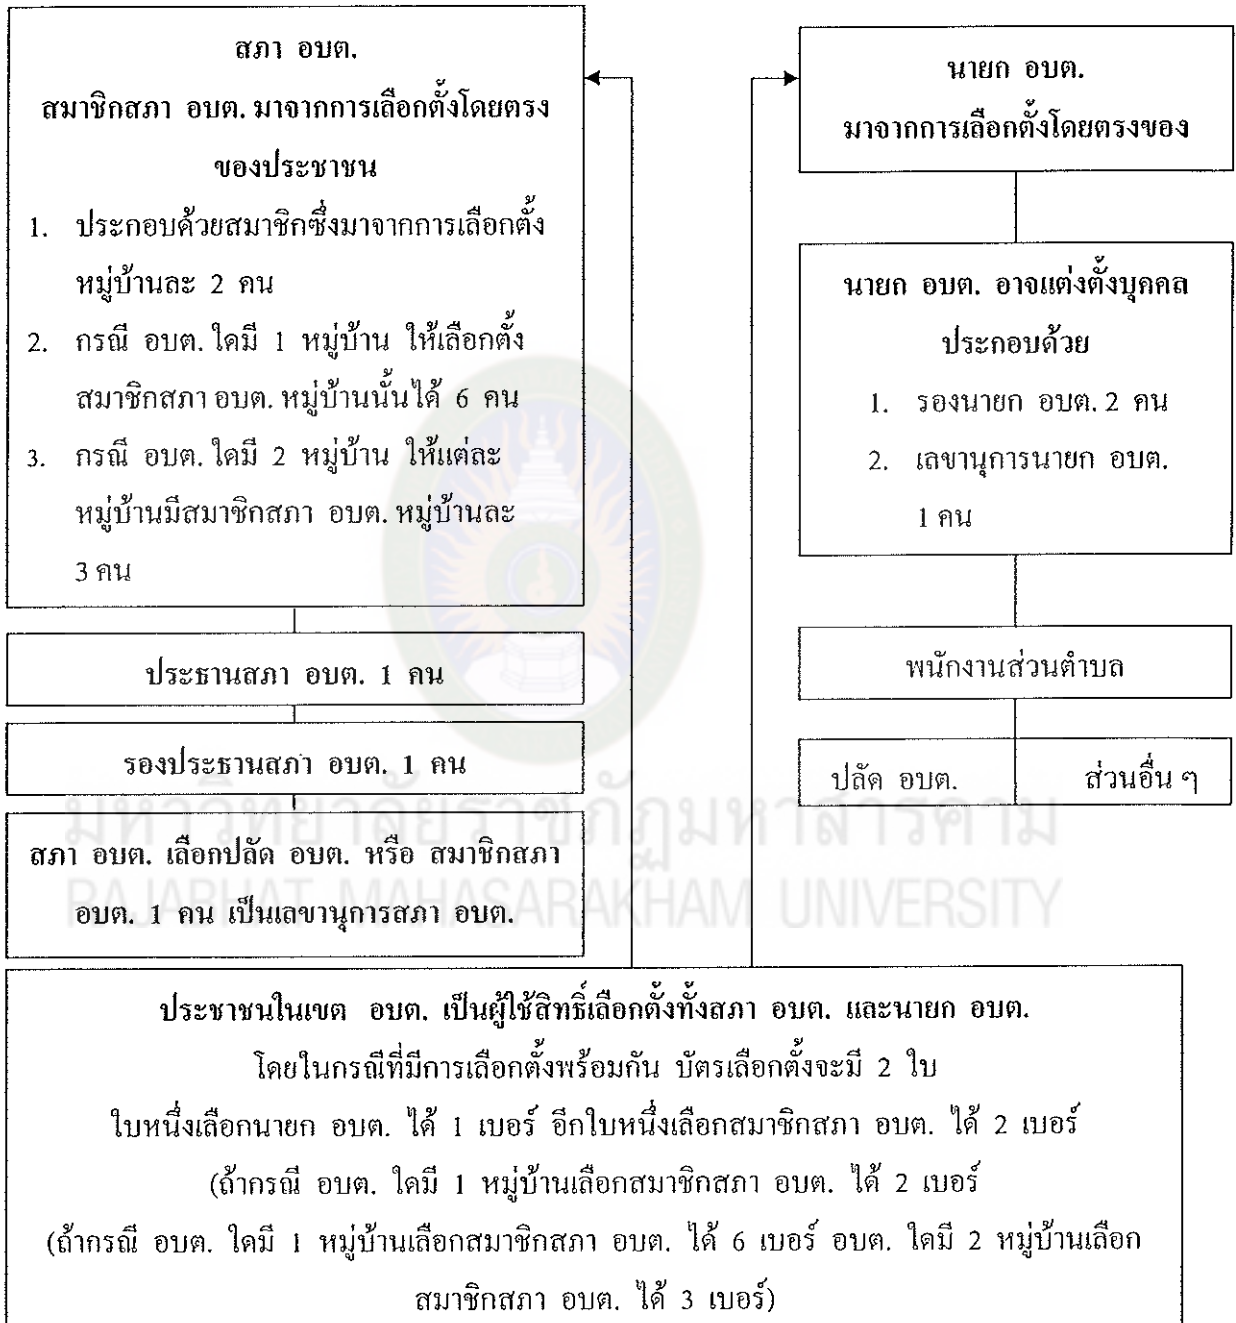 สภา อบต.
สมาชิกสภา อบต. มาจากการเลือกตั้งโดยตรง
ของประชาชน
1. ประกอบด้วยสมาชิกซึ่งมาจากการเลือกตั้ง
หมู่บ้านละ 2 คน
2. กรณี อบต. ใดมี 1 หมู่บ้าน ให้เลือกตั้ง
สมาชิกสภา อบต. หมู่บ้านนั้นได้ 6 คน
3. กรณี อบต. ใดมี 2 หมู่บ้าน ให้แต่ละ
หมู่บ้านมีสมาชิกสภา อบต. หมู่บ้านละ
3 คน
ประธานสภา อบต. 1 คน
รองประธานสภา อบต. 1 คน
สภา อบต. เลือกปลัด อบต. หรือ สมาชิกสภา
อบต. 1 คน เป็นเลขานุการสภา อบต.
นายก อบต.
มาจากการเลือกตั้งโดยตรงของ
นายก อบต. อาจแต่งตั้งบุคคล
ประกอบด้วย
1. รองนายก อบต. 2 คน
2. เลขานุการนายก อบต.
1 คน
พนักงานส่วนตำบล
ปลัด อบต.
ส่วนอื่น ๆ
มหาวิทยาลัยราชภัฏมหาสารคาม
RAJABHAT MAHASARAKHAM UNIVERSITY
ประชาชนในเขต อบต. เป็นผู้ใช้สิทธิ์เลือกตั้งทั้งสภา อบต. และนายก อบต.
โดยในกรณีที่มีการเลือกตั้งพร้อมกัน บัตรเลือกตั้งจะมี 2 ใบ
ใบหนึ่งเลือกนายก อบต. ได้ 1 เบอร์ อีกใบหนึ่งเลือกสมาชิกสภา อบต. ได้ 2 เบอร์
(ถ้ากรณี อบต. ใดมี 1 หมู่บ้านเลือกสมาชิกสภา อบต. ได้ 2 เบอร์
(ถ้ากรณี อบต. ใดมี 1 หมู่บ้านเลือกสมาชิกสภา อบต. ได้ 6 เบอร์ อบต. ใดมี 2 หมู่บ้านเลือก
สมาชิกสภา อบต. ได้ 3 เบอร์)